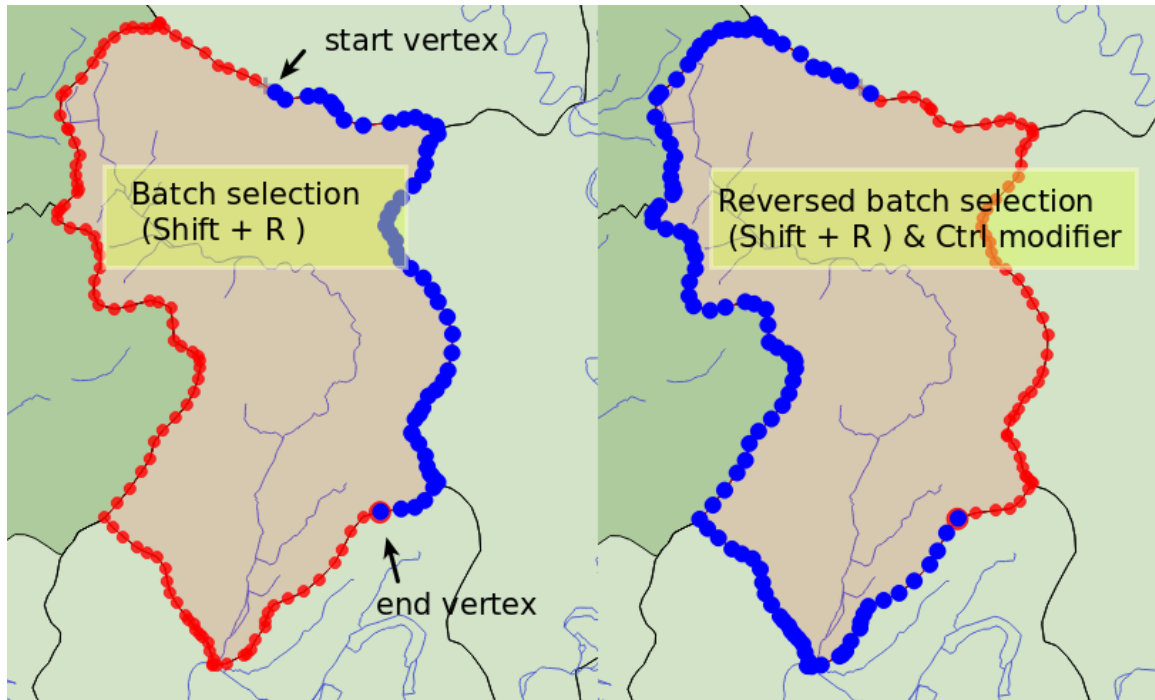 start vertex
Batch selection
(Shift + R )
end vertex
Reversed batch selection
(Shift + R ) & Ctrl modifier